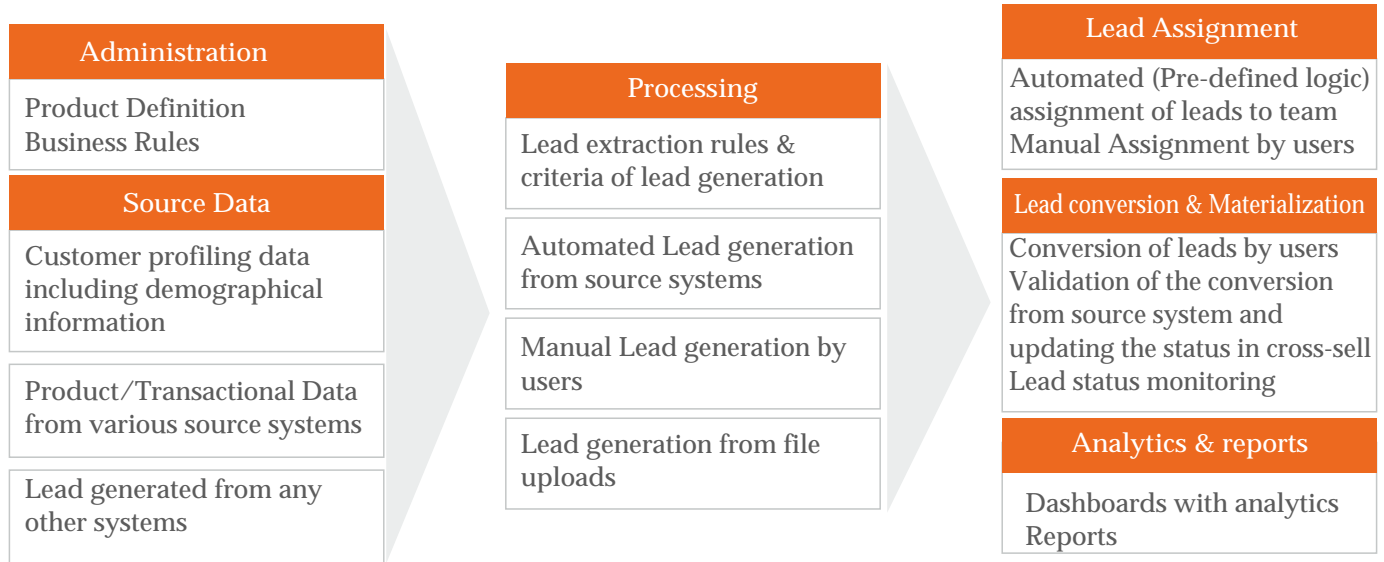 Administration
Product Definition
Business Rules
Source Data
Customer profiling data
including demographical
information
Product/Transactional Data
from various source systems
Lead generated from any
other systems
Processing
Lead extraction rules &
criteria of lead generation
Automated Lead generation
from source systems
Manual Lead generation by
users
Lead generation from file
uploads
Lead Assignment
Automated (Pre-defined logic)
assignment of leads to team
Manual Assignment by users
Lead conversion & Materialization
Conversion of leads by users
Validation of the conversion
from source system and
updating the status in cross-sell
Lead status monitoring
Analytics & reports
Dashboards with analytics
Reports